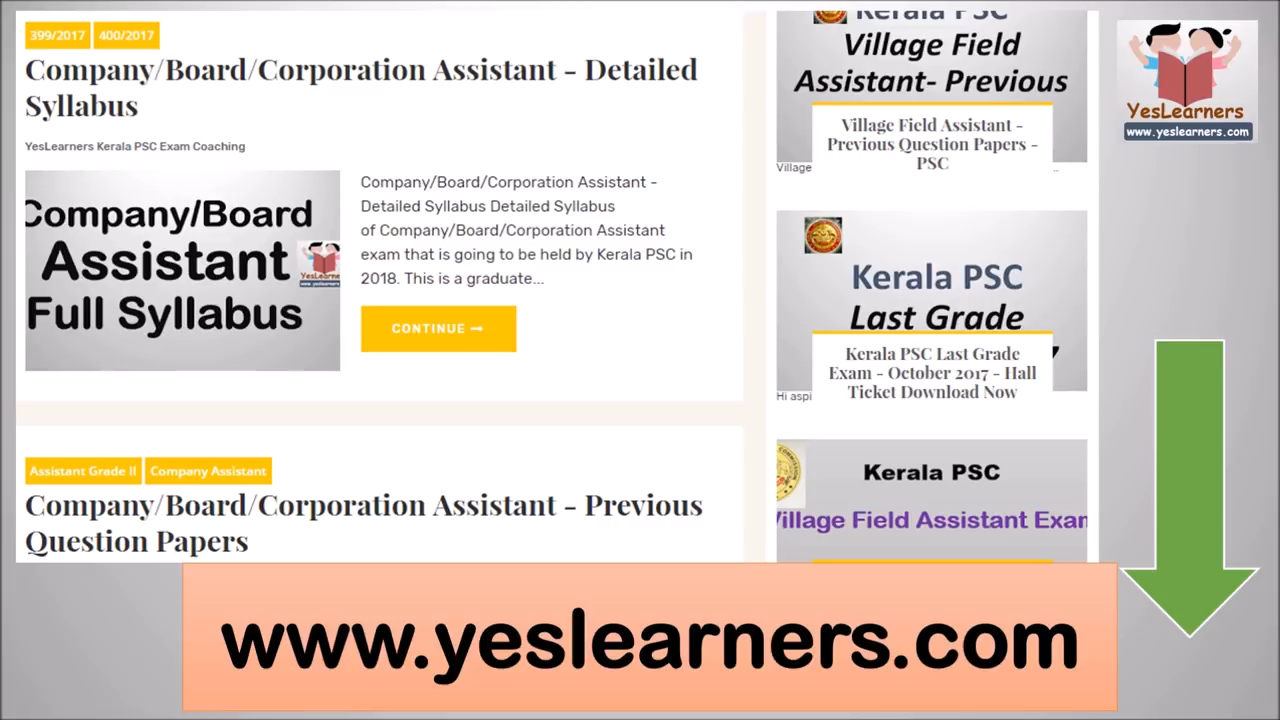 399/2017 400/2017
Company/Board/Corporation Assistant - Detailed
Syllabus
YesLearners Kerala PSC Exam Coaching
Company/Board
Assistant
Full Syllabus
YesLearner
Company/Board/Corporation Assistant -
Detailed Syllabus Detailed Syllabus
of Company/Board/Corporation Assistant
exam that is going to be held by Kerala PSC in
2018. This is a graduate...
CONTINUE
Assistant Grade II Company Assistant
Company/Board/Corporation Assistant - Previous
Question Papers
Kerala PSC
Village Field
Assistant- Previous
Village Field Assistant -
Previous Question Papers -
PSC
Village ...
Kerala PSC
Last Grade
Kerala PSC Last Grade
Exam - October 2017 - Hall
Ticket Download Now
Hi aspi
Kerala PSC
Village Field Assistant Exam
YesLearners
www.yeslearners.com
www.yeslearners.com